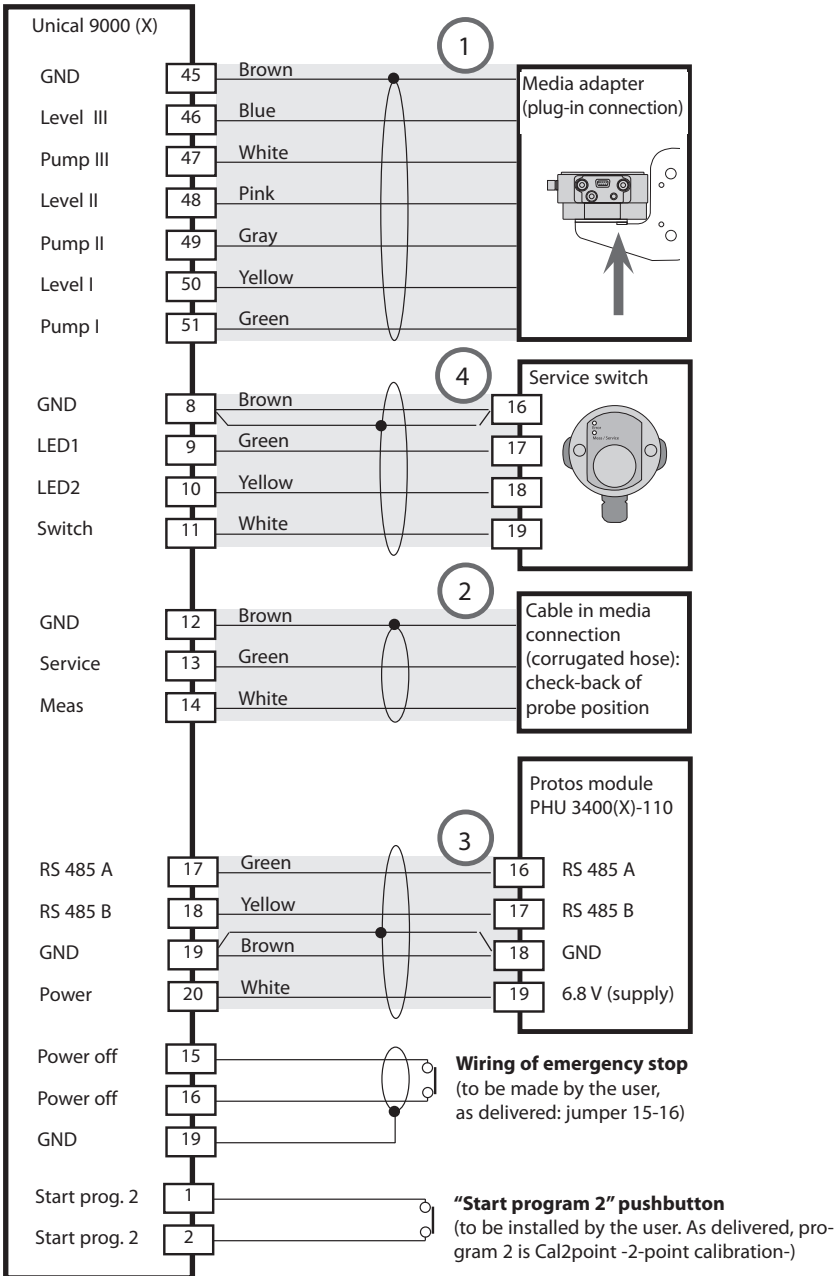 Unical 9000 (X)
1
GND 45 Brown
Level III 46 Blue
Pump III 47 White
Level II 48 Pink
Pump II 49 Gray
Level I 50 Yellow
Pump I 51 Green
Media adapter
(plug-in connection)
4
Service switch
GND 8 Brown 16
LED1 9 Green 17
LED2 10 Yellow 18
Switch 11 White 19
Meas / Service
2
GND 12 Brown
Service 13 Green
Meas 14 White
Cable in media
connection
(corrugated hose):
check-back of
probe position
Protos module
PHU 3400(X)-110
3
RS 485 A 17 Green 16 RS 485 A
RS 485 B 18 Yellow 17 RS 485 B
GND 19 Brown 18 GND
Power 20 White 19 6.8 V (supply)
Power off 15
Power off 16
GND 19
Wiring of emergency stop
(to be made by the user,
as delivered: jumper 15-16)
Start prog. 2 1
Start prog. 2 2
“Start program 2” pushbutton
(to be installed by the user. As delivered, pro-
gram 2 is Cal2point -2-point calibration-)